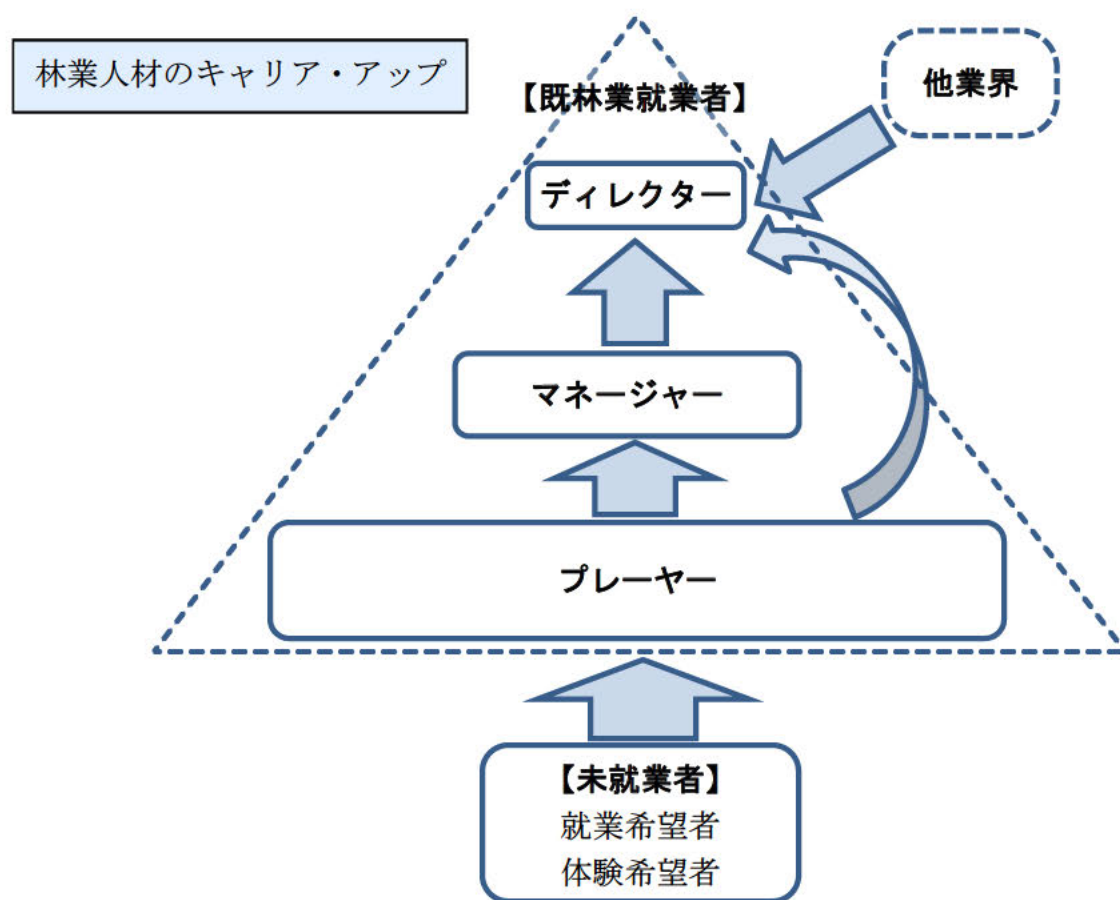 林業人材のキャリア・アップ
【既林業就業者】
他業界
ディレクター
マネージャー
プレーヤー
【未就業者】
就業希望者
体験希望者